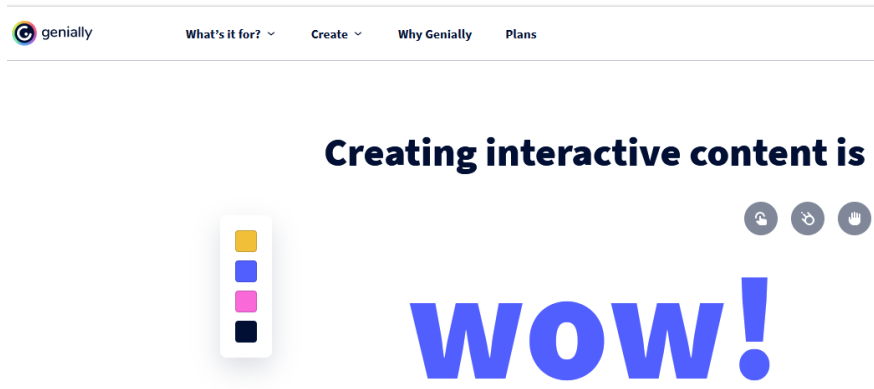 genially
What's it for?
Create
Why Genially
Plans
Creating interactive content is
wow!